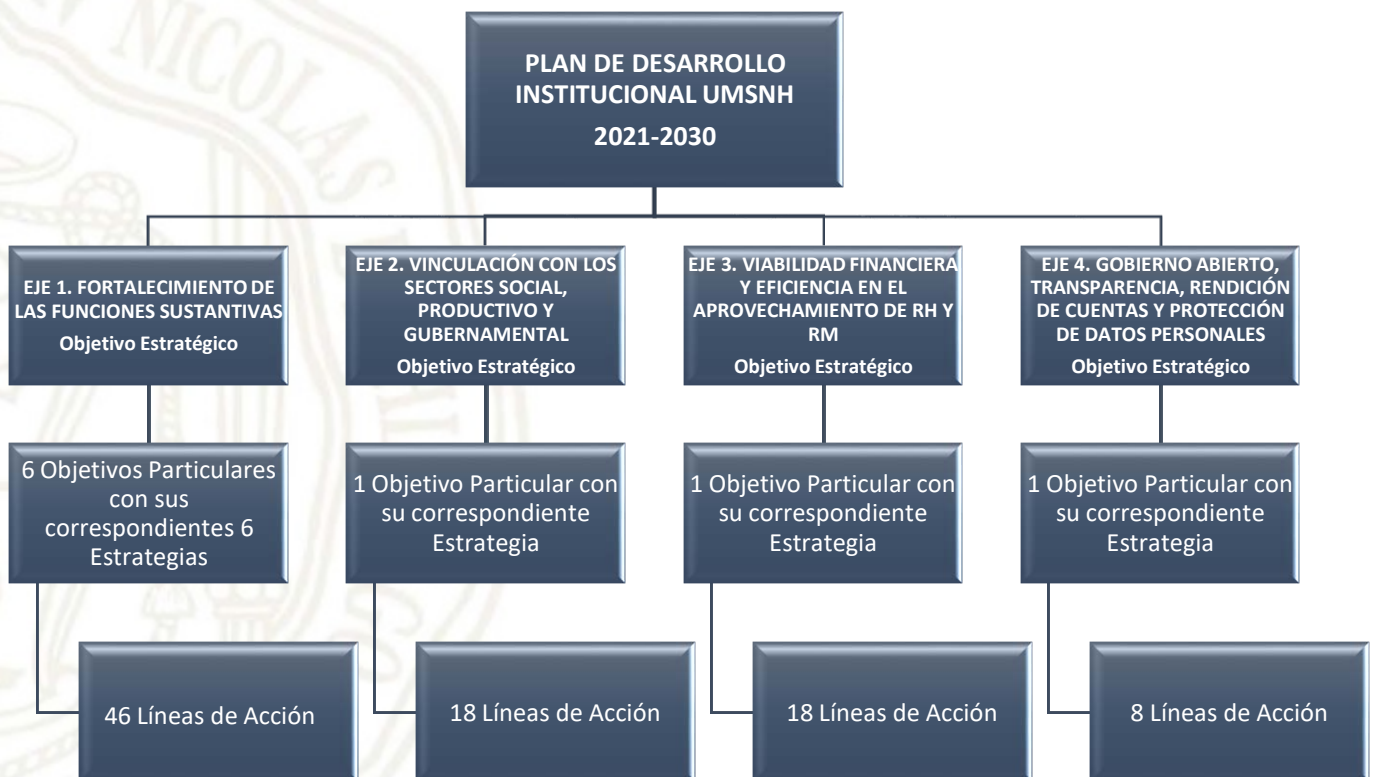 PLAN DE DESARROLLO
INSTITUCIONAL UMSNH
2021-2030
EJE 1. FORTALECIMIENTO DE
LAS FUNCIONES SUSTANTIVAS
Objetivo Estratégico
EJE 2. VINCULACIÓN CON LOS
SECTORES SOCIAL,
PRODUCTIVO Y
GUBERNAMENTAL
Objetivo Estratégico
EJE 3. VIABILIDAD FINANCIERA
Y EFICIENCIA EN EL
APROVECHAMIENTO DE RH Y
RM
Objetivo Estratégico
EJE 4. GOBIERNO ABIERTO,
TRANSPARENCIA, RENDICIÓN
DE CUENTAS Y PROTECCIÓN
DE DATOS PERSONALES
Objetivo Estratégico
6 Objetivos Particulares
con sus
correspondientes 6
Estrategias
1 Objetivo Particular con
su correspondiente
Estrategia
1 Objetivo Particular con
su correspondiente
Estrategia
1 Objetivo Particular con
su correspondiente
Estrategia
46 Líneas de Acción
18 Líneas de Acción
18 Líneas de Acción
8 Líneas de Acción
NICOLAS